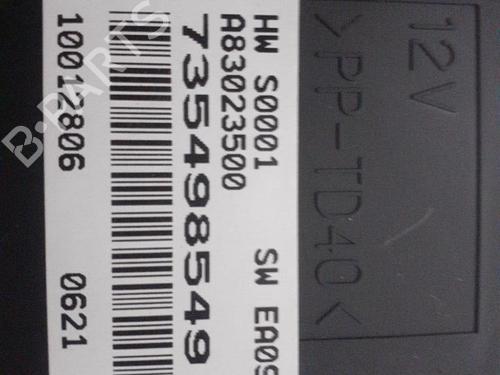 12V
>PP-TD40<
HW S0001 SW EA09
A83023500
735498549
10012806 0621
B-PARTS